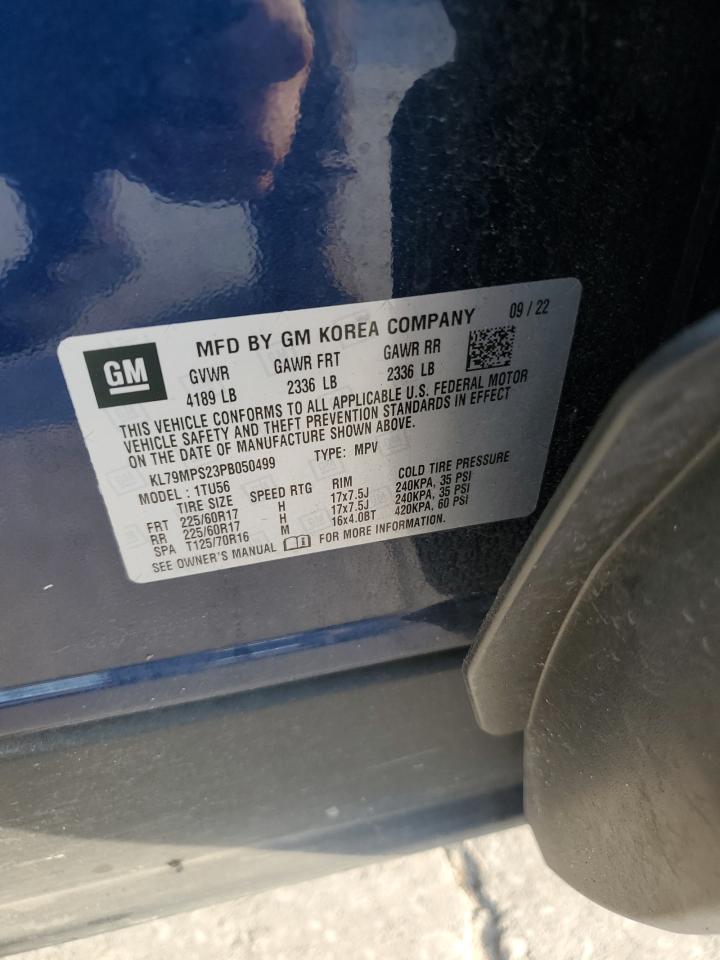 GM
MFD BY GM KOREA COMPANY 09 / 22
GVWR GAWR FRT GAWR RR
4189 LB 2336 LB 2336 LB
THIS VEHICLE CONFORMS TO ALL APPLICABLE U.S. FEDERAL MOTOR
VEHICLE SAFETY AND THEFT PREVENTION STANDARDS IN EFFECT
ON THE DATE OF MANUFACTURE SHOWN ABOVE.
KL79MPS23PB050499 TYPE: MPV
MODEL : 1TU56
TIRE SIZE SPEED RTG RIM COLD TIRE PRESSURE
FRT 225/60R17 H 17x7.5J 240KPA, 35 PSI
RR 225/60R17 H 17x7.5J 240KPA, 35 PSI
SPA T125/70R16 M 16x4.0BT 420KPA, 60 PSI
SEE OWNER'S MANUAL FOR MORE INFORMATION.